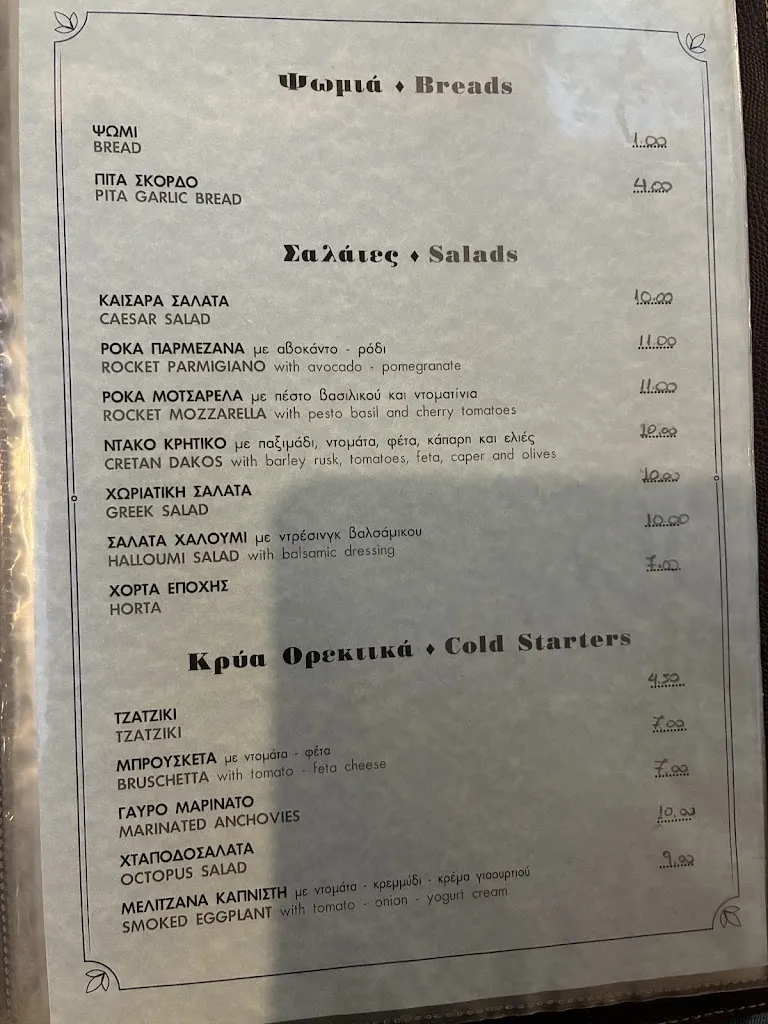 Ψωμιά ♦ Breads
ΨΩΜΙ 1.00
BREAD
ΠΙΤΑ ΣΚΟΡΔΟ 4.00
PITA GARLIC BREAD
Σαλάτες ♦ Salads
ΚΑΙΣΑΡΑ ΣΑΛΑΤΑ 10.00
CAESAR SALAD
ΡΟΚΑ ΠΑΡΜΕΖΑΝΑ με αβοκάντο - ρόδι 11.00
ROCKET PARMIGIANO with avocado - pomegranate
ΡΟΚΑ ΜΟΤΣΑΡΕΛΑ με πέστο βασιλικού και ντοματίνια 11.00
ROCKET MOZZARELLA with pesto basil and cherry tomatoes
ΝΤΑΚΟ ΚΡΗΤΙΚΟ με παξιμάδι, ντομάτα, φέτα, κάπαρη και ελιές 10.00
CRETAN DAKOS with barley rusk, tomatoes, feta, caper and olives
ΧΩΡΙΑΤΙΚΗ ΣΑΛΑΤΑ 10.00
GREEK SALAD
ΣΑΛΑΤΑ ΧΑΛΟΥΜΙ με ντρέσινγκ βαλσάμικου 10.00
HALLOUMI SALAD with balsamic dressing
ΧΟΡΤΑ ΕΠΟΧΗΣ 7.00
HORTA
Κρύα Ορεκτικά ♦ Cold Starters
ΤΖΑΤΖΙΚΙ 4.50
TZATZIKI
ΜΠΡΟΥΣΚΕΤΑ με ντομάτα - φέτα 7.00
BRUSCHETTA with tomato - feta cheese
ΓΑΥΡΟ ΜΑΡΙΝΑΤΟ 7.00
MARINATED ANCHOVIES
ΧΤΑΠΟΔΟΣΑΛΑΤΑ 10.00
OCTOPUS SALAD
ΜΕΛΙΤΖΑΝΑ ΚΑΠΝΙΣΤΗ με ντομάτα - κρεμμύδι - κρέμα γιαουρτιού 9.00
SMOKED EGGPLANT with tomato - onion - yogurt cream